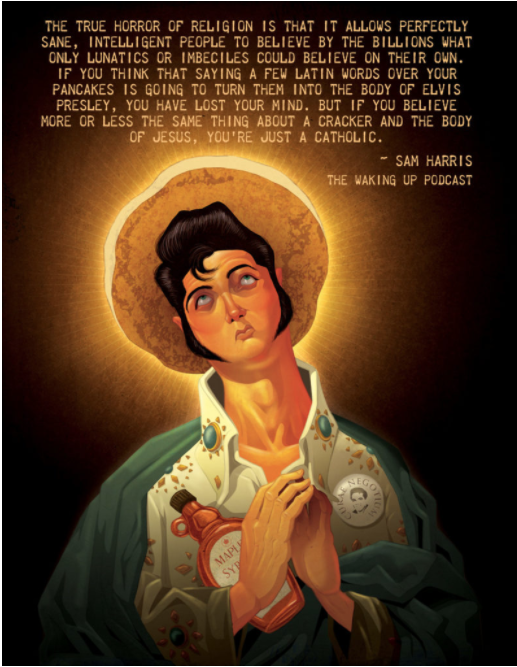 THE TRUE HORROR OF RELIGION IS THAT IT ALLOWS PERFECTLY
SANE, INTELLIGENT PEOPLE TO BELIEVE BY THE BILLIONS WHAT
ONLY LUNATICS OR IMBECILES COULD BELIEVE ON THEIR OWN.
IF YOU THINK THAT SAYING A FEW LATIN WORDS OVER YOUR
PANCAKES IS GOING TO TURN THEM INTO THE BODY OF ELVIS
PRESLEY, YOU HAVE LOST YOUR MIND. BUT IF YOU BELIEVE
MORE OR LESS THE SAME THING ABOUT A CRACKER AND THE BODY
OF JESUS, YOU'RE JUST A CATHOLIC.
~ SAM HARRIS
THE WAKING UP PODCAST
MAPLE